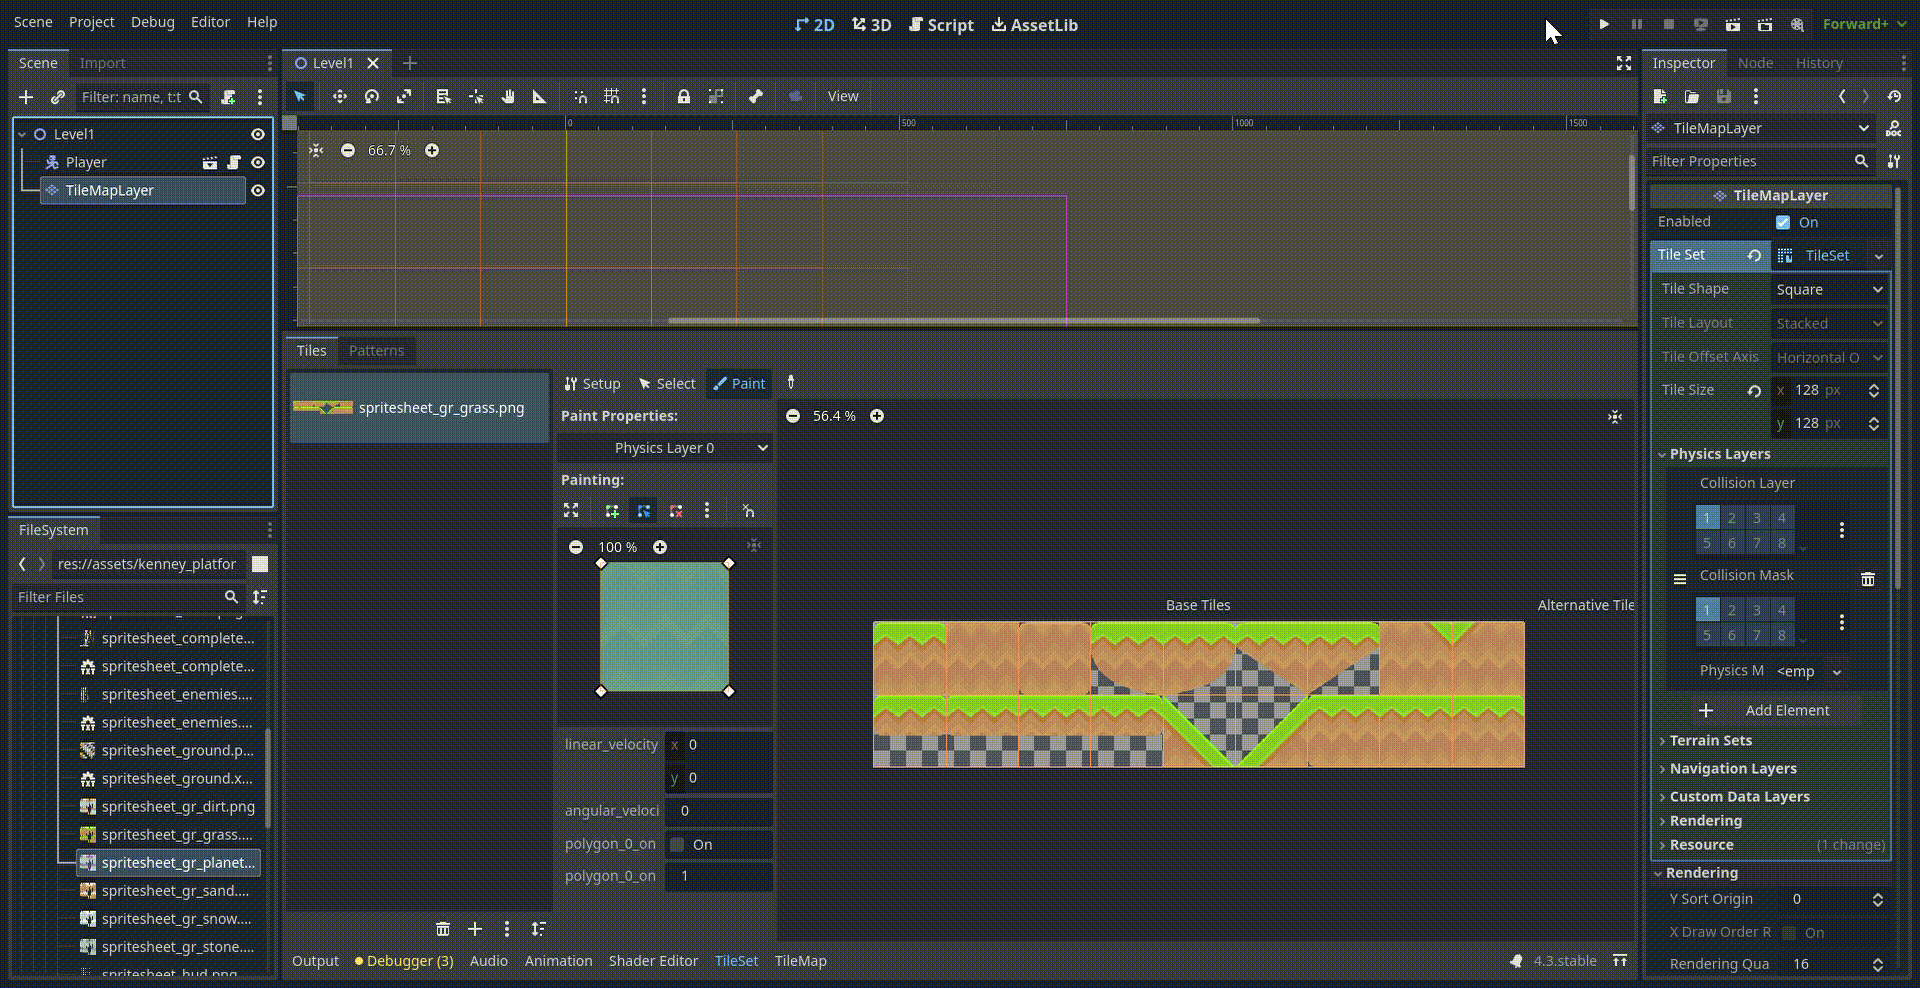 Scene Project Debug Editor Help
2D 3D Script AssetLib
Forward+
Scene Import
Filter: name, t:t
Level1
Player
TileMapLayer
FileSystem
res://assets/kenney_platfor
Filter Files
spritesheet_complete...
spritesheet_complete...
spritesheet_enemies....
spritesheet_enemies....
spritesheet_ground.p...
spritesheet_ground.x...
spritesheet_gr_dirt.png
spritesheet_gr_grass....
spritesheet_gr_planet...
spritesheet_gr_sand....
spritesheet_gr_snow....
spritesheet_gr_stone....
spritesheet_hud.png
Level1
View
0 500 1000 1500
66.7 %
Tiles Patterns
spritesheet_gr_grass.png
Setup Select Paint
Paint Properties:
Physics Layer 0
Painting:
100 %
linear_velocity x 0
y 0
angular_veloci 0
polygon_0_on On
polygon_0_on 1
56.4 %
Base Tiles
Alternative Tile
Output Debugger (3) Audio Animation Shader Editor TileSet TileMap
4.3.stable
Inspector Node History
TileMapLayer
Filter Properties
TileMapLayer
Enabled On
Tile Set TileSet
Tile Shape Square
Tile Layout Stacked
Tile Offset Axis Horizontal O
Tile Size x 128 px
y 128 px
Physics Layers
Collision Layer
1 2 3 4
5 6 7 8
Collision Mask
1 2 3 4
5 6 7 8
Physics M <emp
Add Element
Terrain Sets
Navigation Layers
Custom Data Layers
Rendering
Resource (1 change)
Rendering
Y Sort Origin 0
X Draw Order R On
Rendering Qua 16